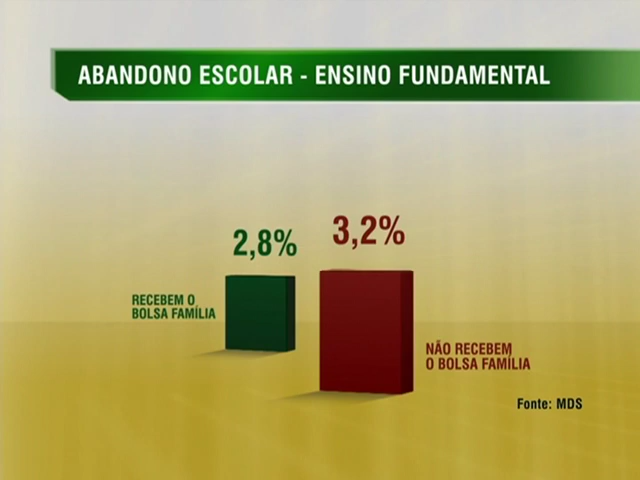 ABANDONO ESCOLAR - ENSINO FUNDAMENTAL
2,8%
3,2%
RECEBEM O
BOLSA FAMÍLIA
NÃO RECEBEM
O BOLSA FAMÍLIA
Fonte: MDS